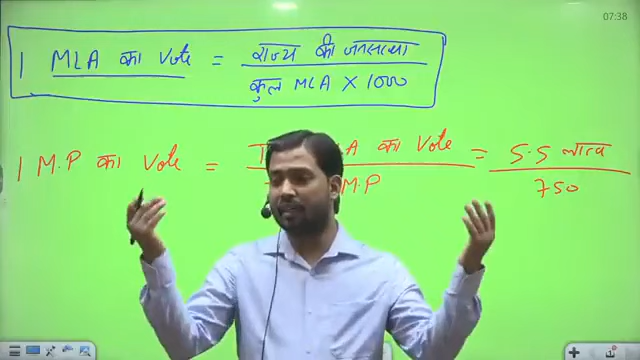 07:38
1 MLA का Vote = राज्य की जनसंख्या
कुल MLA X 1000
1 M.P का Vote = T A का Vote = 5.5 लाख
M.P 750